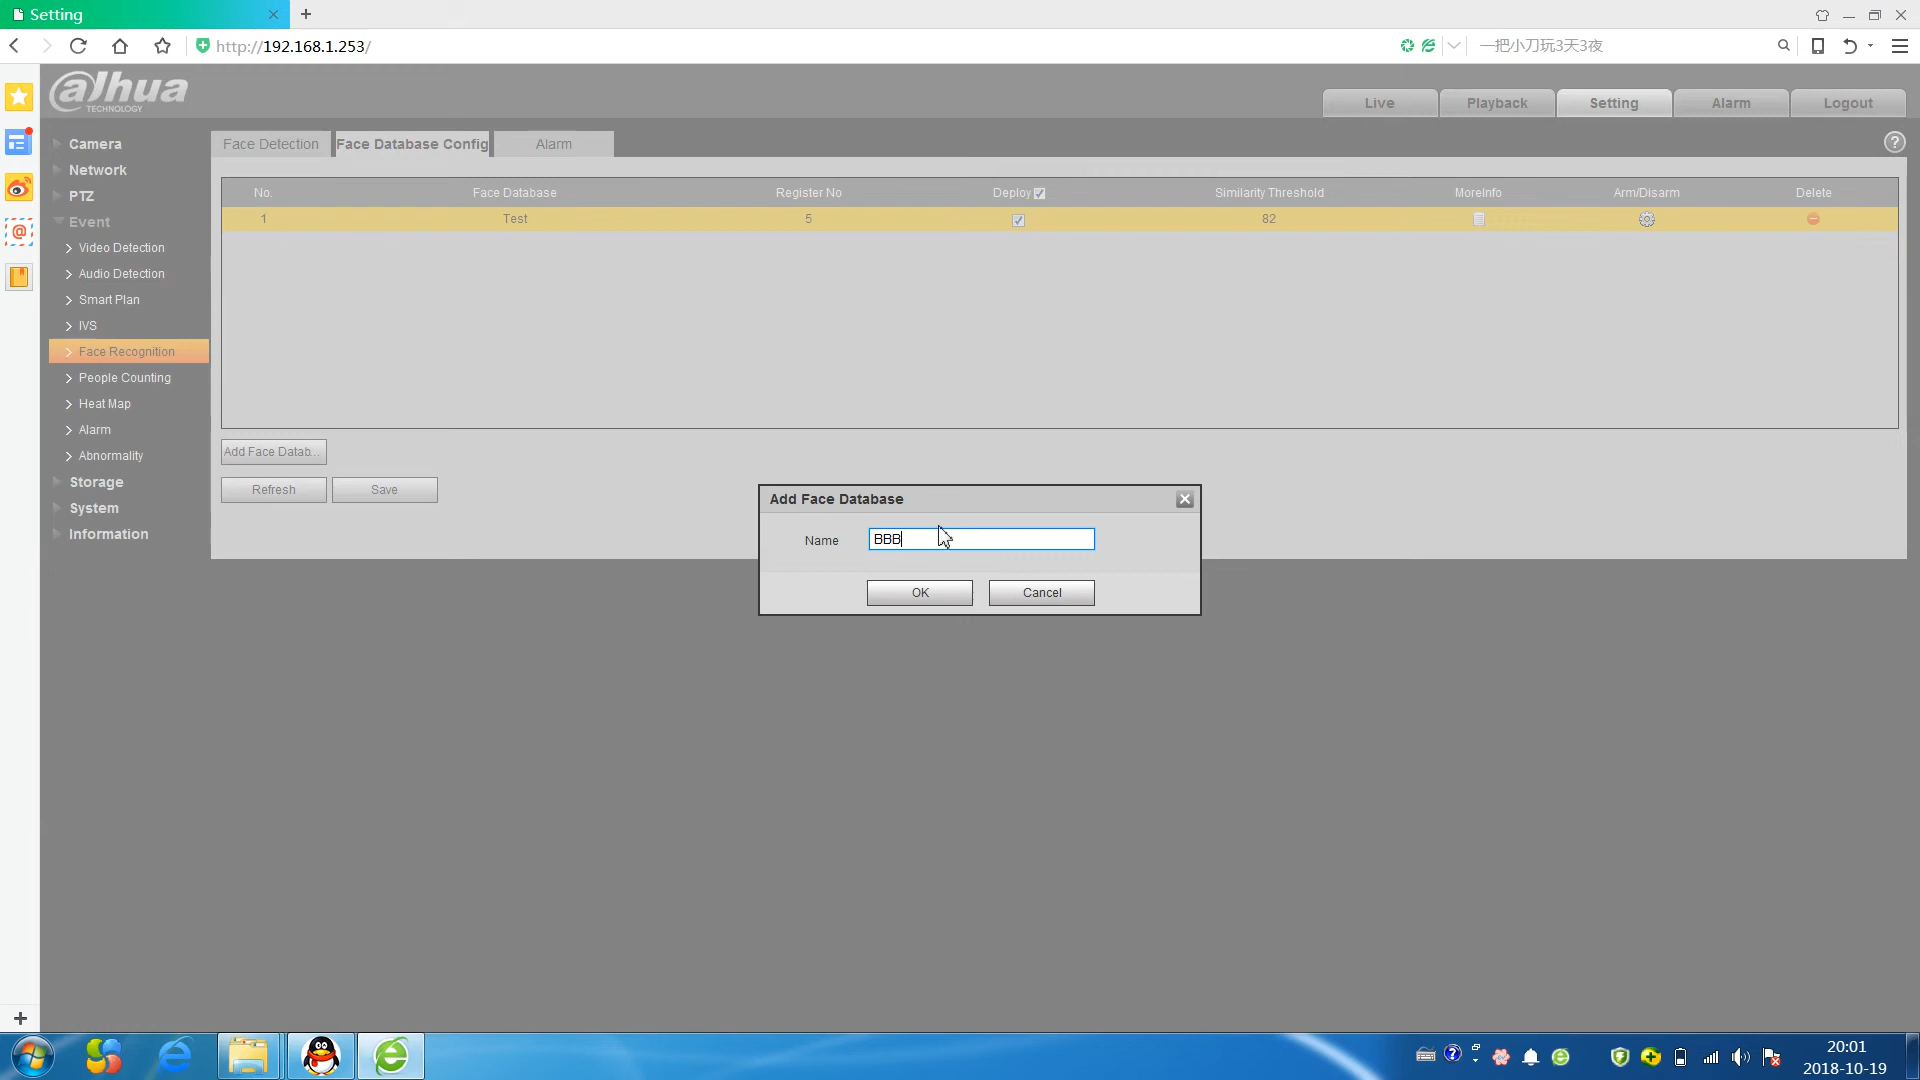 Setting
http://192.168.1.253/
一把小刀玩3天3夜
alhua
TECHNOLOGY
Live
Playback
Setting
Alarm
Logout
Camera
Network
PTZ
Event
Video Detection
Audio Detection
Smart Plan
IVS
Face Recognition
People Counting
Heat Map
Alarm
Abnormality
Storage
System
Information
Face Detection
Face Database Config
Alarm
No. Face Database Register No Deploy Similarity Threshold MoreInfo Arm/Disarm Delete
1 Test 5 82
Add Face Datab...
Refresh
Save
Add Face Database
Name BBB
OK
Cancel
20:01
2018-10-19